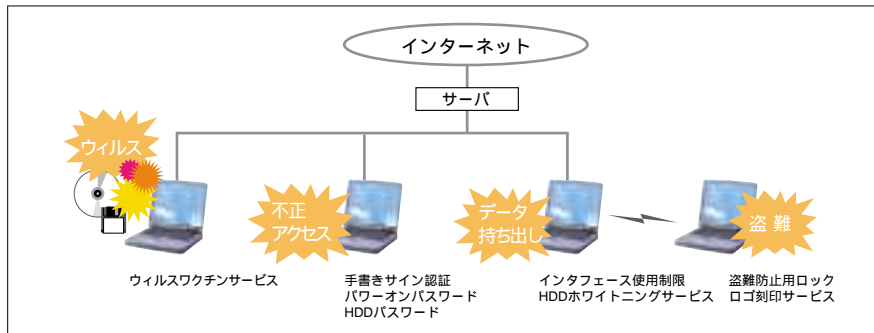 インターネット
サーバ
ウィルス
不正
アクセス
データ
持ち出し
盗難
ウィルスワクチンサービス
手書きサイン認証
パワーオンパスワード
HDDパスワード
インタフェース使用制限
HDDホワイトニングサービス
盗難防止用ロック
ロゴ刻印サービス